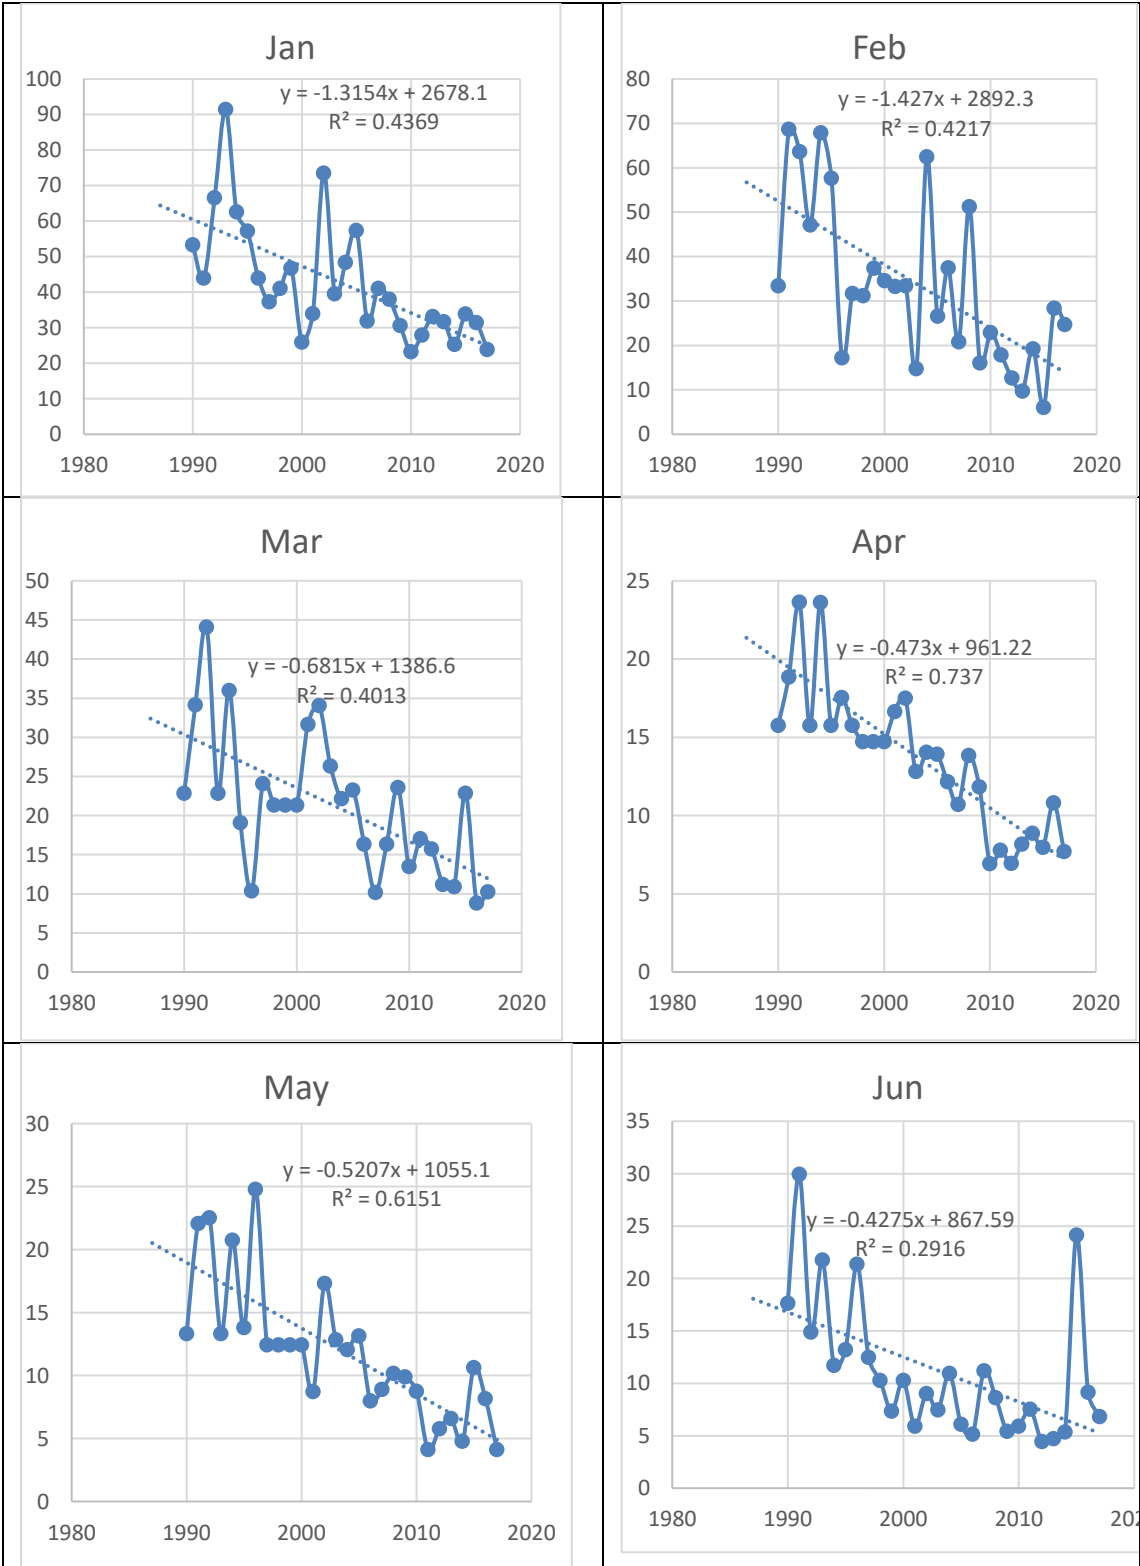 Jan
y = -1.3154x + 2678.1
R² = 0.4369
100
90
80
70
60
50
40
30
20
10
0
1980 1990 2000 2010 2020
Feb
y = -1.427x + 2892.3
R² = 0.4217
80
70
60
50
40
30
20
10
0
1980 1990 2000 2010 2020
Mar
y = -0.6815x + 1386.6
R² = 0.4013
50
45
40
35
30
25
20
15
10
5
0
1980 1990 2000 2010 2020
Apr
y = -0.473x + 961.22
R² = 0.737
25
20
15
10
5
0
1980 1990 2000 2010 2020
May
y = -0.5207x + 1055.1
R² = 0.6151
30
25
20
15
10
5
0
1980 1990 2000 2010 2020
Jun
y = -0.4275x + 867.59
R² = 0.2916
35
30
25
20
15
10
5
0
1980 1990 2000 2010